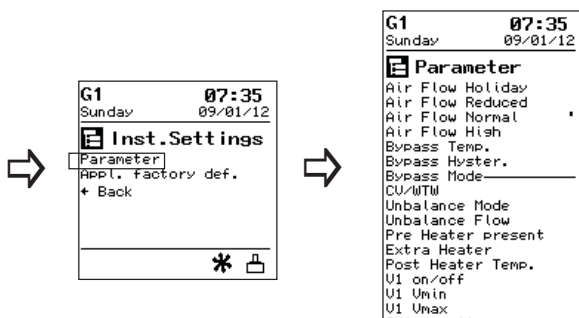 G1 07:35
Sunday 09/01/12
Inst.Settings
Parameter
Appl. factory def.
← Back
G1 07:35
Sunday 09/01/12
Parameter
Air Flow Holiday
Air Flow Reduced
Air Flow Normal
Air Flow High
Bypass Temp.
Bypass Hyster.
Bypass Mode
CV/WTW
Unbalance Mode
Unbalance Flow
Pre Heater present
Extra Heater
Post Heater Temp.
V1 on/off
V1 Vmin
V1 Vmax